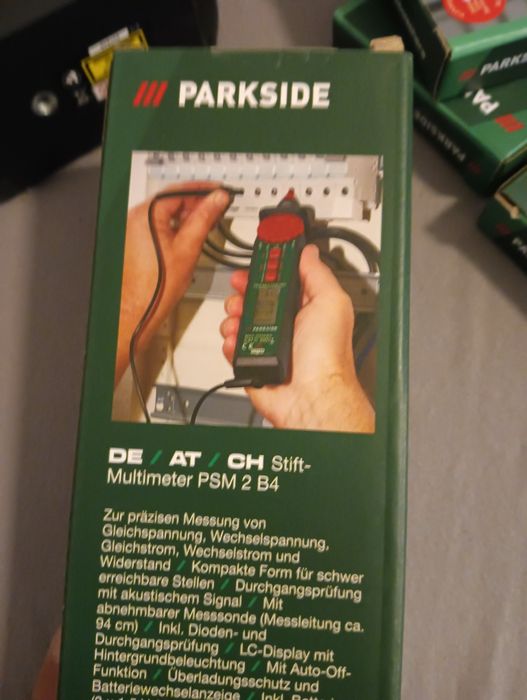 PARKSIDE
PARKSIDE
DE / AT / CH Stift-
Multimeter PSM 2 B4
Zur präzisen Messung von
Gleichspannung, Wechselspannung,
Gleichstrom, Wechselstrom und
Widerstand / Kompakte Form für schwer
erreichbare Stellen / Durchgangsprüfung
mit akustischem Signal / Mit
abnehmbarer Messsonde (Messleitung ca.
94 cm) / Inkl. Dioden- und
Durchgangsprüfung / LC-Display mit
Hintergrundbeleuchtung / Mit Auto-Off-
Funktion / Überladungsschutz und
Batteriewechselanzeige / Inkl.